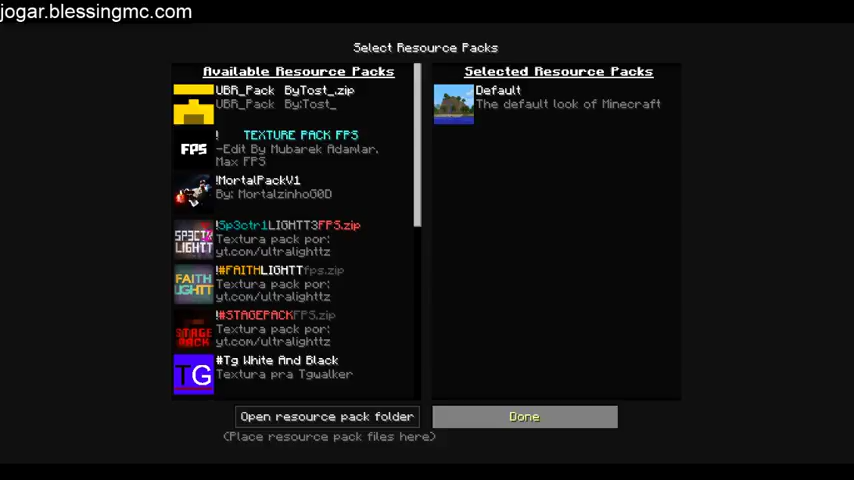 jogar.blessingmc.com
Select Resource Packs
Available Resource Packs
UBR_Pack ByTost_.zip
UBR_Pack By:Tost_
FPS
! TEXTURE PACK FPS
-Edit By Mubarek Adamlar.
Max FPS
!MortalPackV1
By: MortalzinhoG0D
!Sp3ctr1LIGHTT3FPS.zip
Textura pack por:
yt.com/ultralighttz
FAITH
!#FAITHLIGHTTfps.zip
Textura pack por:
yt.com/ultralighttz
STAGE
PACK
!#STAGEPACKFPS.zip
Textura pack por:
yt.com/ultralighttz
TG
#Tg White And Black
Textura pra Tgwalker
Selected Resource Packs
Default
The default look of Minecraft
Open resource pack folder
Done
(Place resource pack files here)